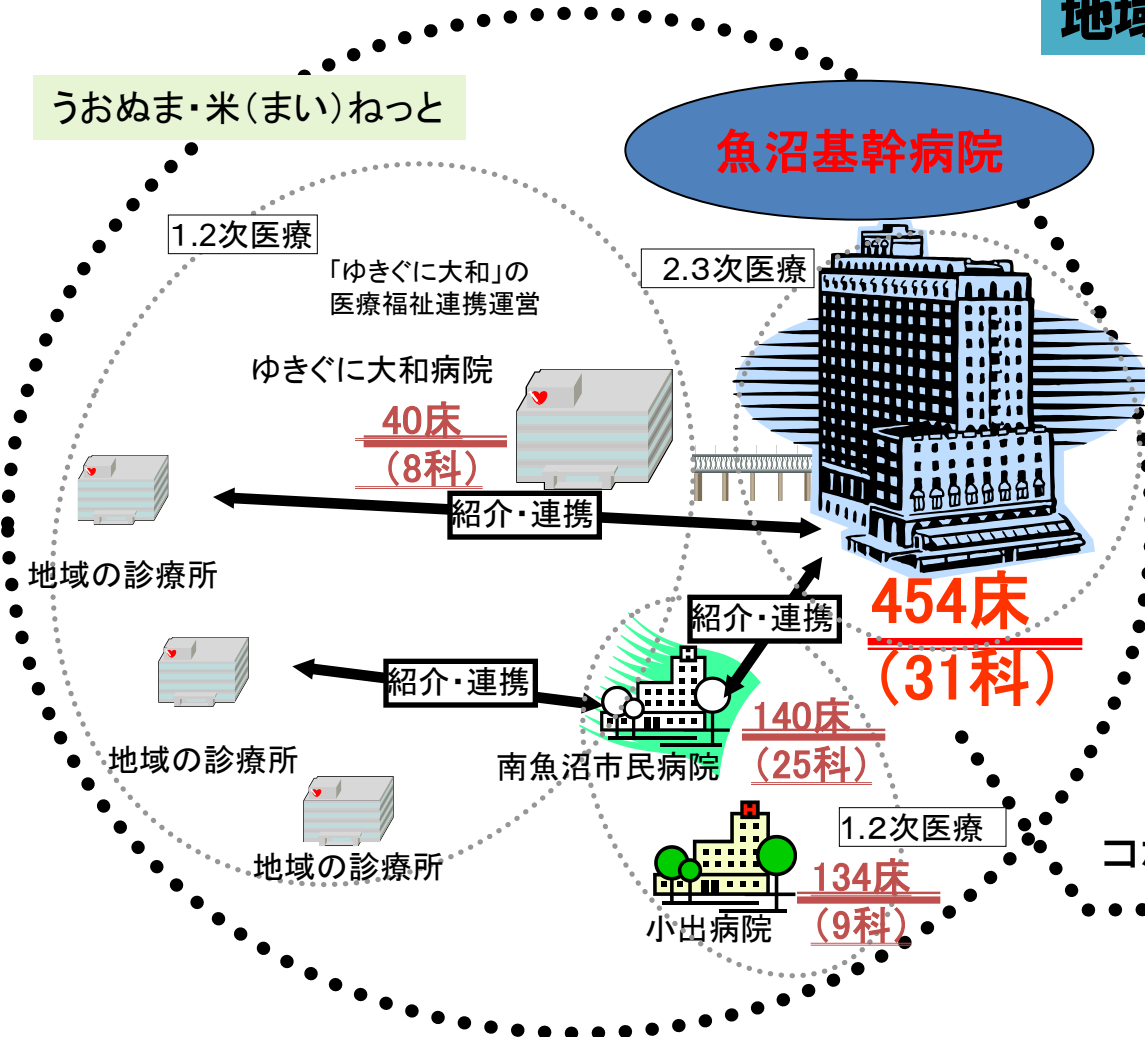 地域
うおぬま・米(まい)ねっと
魚沼基幹病院
1.2次医療
「ゆきぐに大和」の
医療福祉連携運営
2.3次医療
ゆきぐに大和病院
40床
(8科)
紹介・連携
地域の診療所
454床
(31科)
紹介・連携
紹介・連携
140床
(25科)
南魚沼市民病院
地域の診療所
H
1.2次医療
134床
(9科)
地域の診療所
小出病院